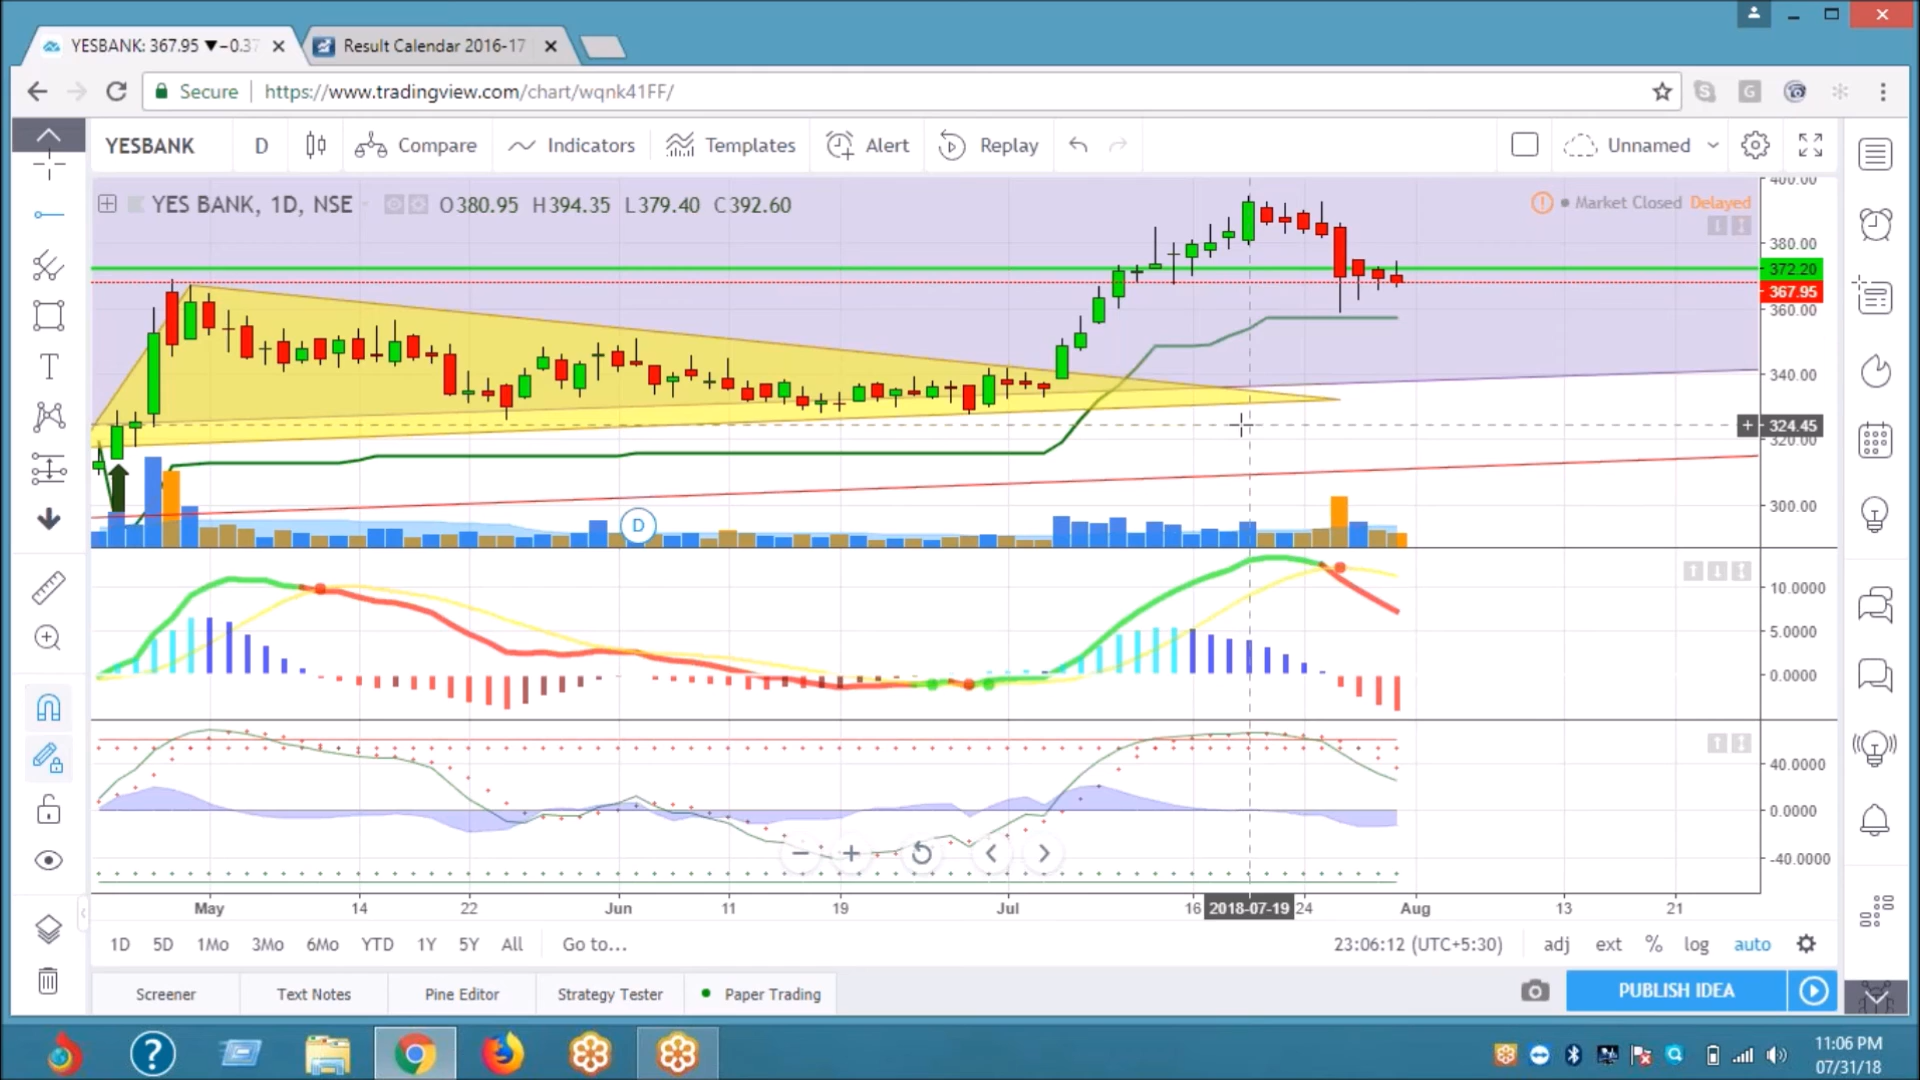 YESBANK: 367.95 ▼−0.37
Result Calendar 2016-17
Secure
https://www.tradingview.com/chart/wqnk41FF/
YESBANK D Compare Indicators Templates Alert Replay Unnamed
YES BANK, 1D, NSE O380.95 H394.35 L379.40 C392.60
Market Closed Delayed
400.00
380.00
372.20
367.95
360.00
340.00
324.45
320.00
300.00
D
10.0000
5.0000
0.0000
40.0000
0.0000
-40.0000
May 14 22 Jun 11 19 Jul 16 2018-07-19 24 Aug 13 21
1D 5D 1Mo 3Mo 6Mo YTD 1Y 5Y All Go to... 23:06:12 (UTC+5:30) adj ext % log auto
Screener Text Notes Pine Editor Strategy Tester Paper Trading PUBLISH IDEA
11:06 PM
07/31/18